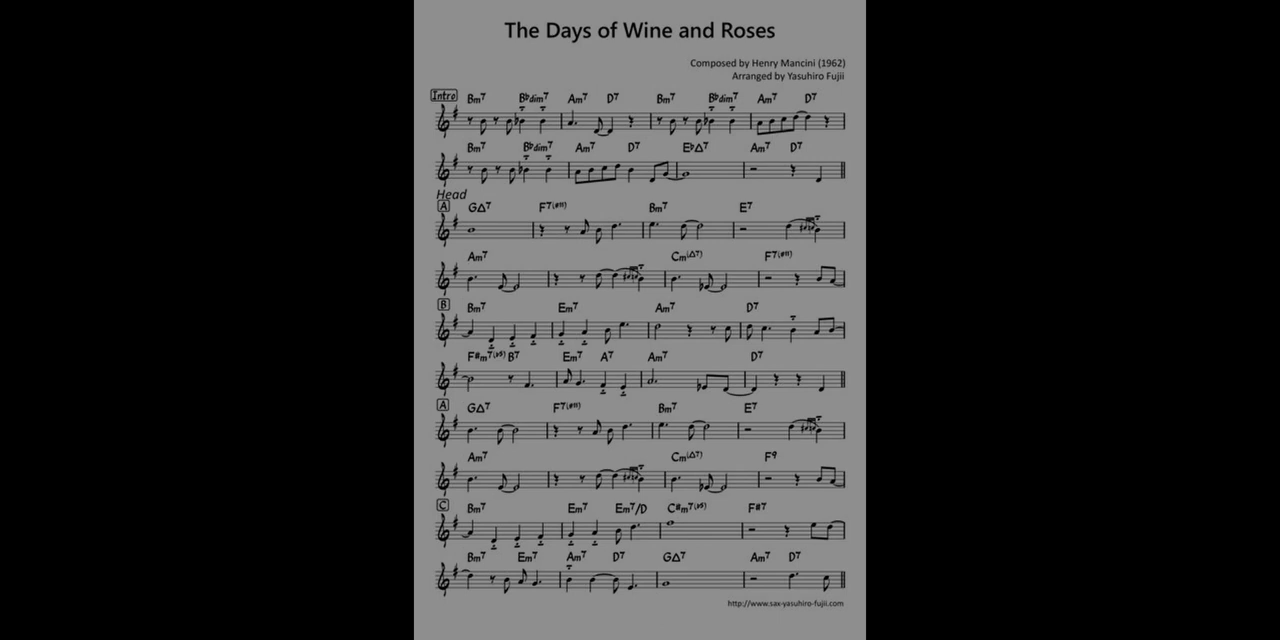 The Days of Wine and Roses
Composed by Henry Mancini (1962)
Arranged by Yasuhiro Fujii
Intro Bm7 B♭dim7 Am7 D7 Bm7 B♭dim7 Am7 D7
Bm7 B♭dim7 Am7 D7 E♭Δ7 Am7 D7
Head
A GΔ7 F7(#11) Bm7 E7
Am7 Cm(Δ7) F7(#11)
B Bm7 Em7 Am7 D7
F#m7(♭5) B7 Em7 A7 Am7 D7
A GΔ7 F7(#11) Bm7 E7
Am7 Cm(Δ7) F9
C Bm7 Em7 Em7/D C#m7(♭5) F#7
Bm7 Em7 Am7 D7 GΔ7 Am7 D7
http://www.sax-yasuhiro-fujii.com